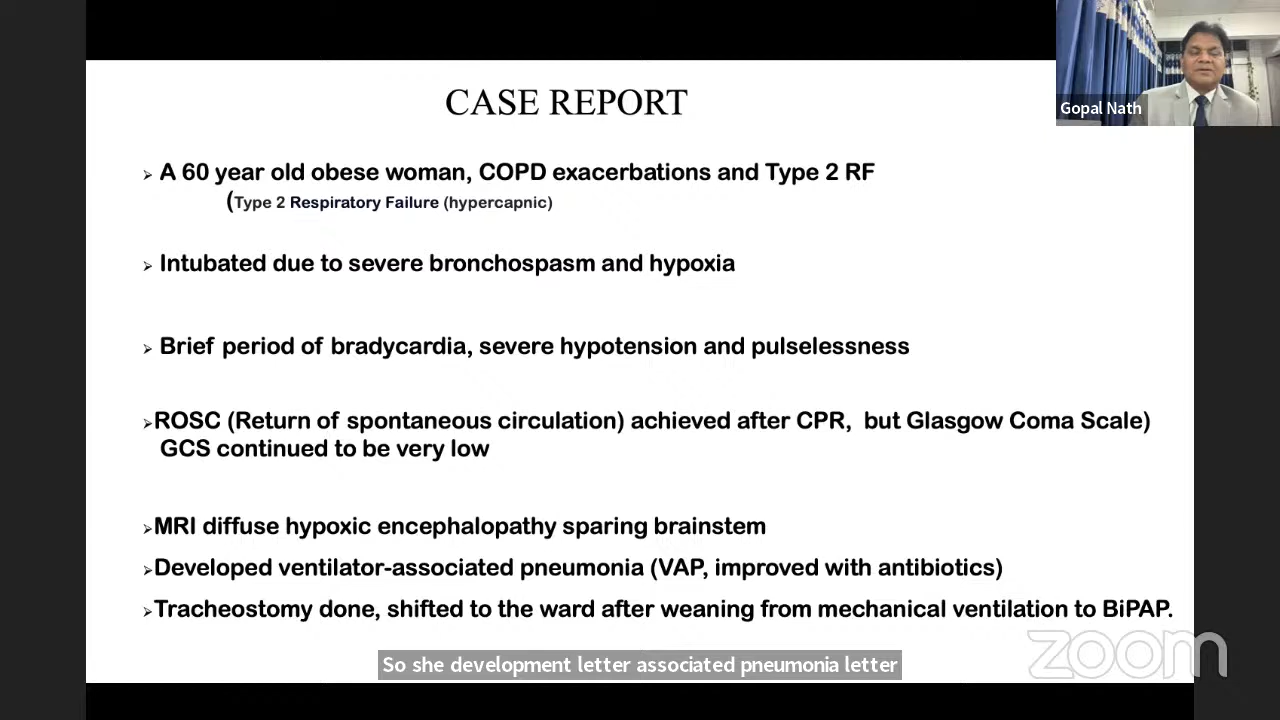 CASE REPORT
Gopal Nath
➢ A 60 year old obese woman, COPD exacerbations and Type 2 RF
(Type 2 Respiratory Failure (hypercapnic)
➢ Intubated due to severe bronchospasm and hypoxia
➢ Brief period of bradycardia, severe hypotension and pulselessness
➢ROSC (Return of spontaneous circulation) achieved after CPR, but Glasgow Coma Scale)
GCS continued to be very low
➢MRI diffuse hypoxic encephalopathy sparing brainstem
➢Developed ventilator-associated pneumonia (VAP, improved with antibiotics)
➢Tracheostomy done, shifted to the ward after weaning from mechanical ventilation to BiPAP.
zoom
So she development letter associated pneumonia letter